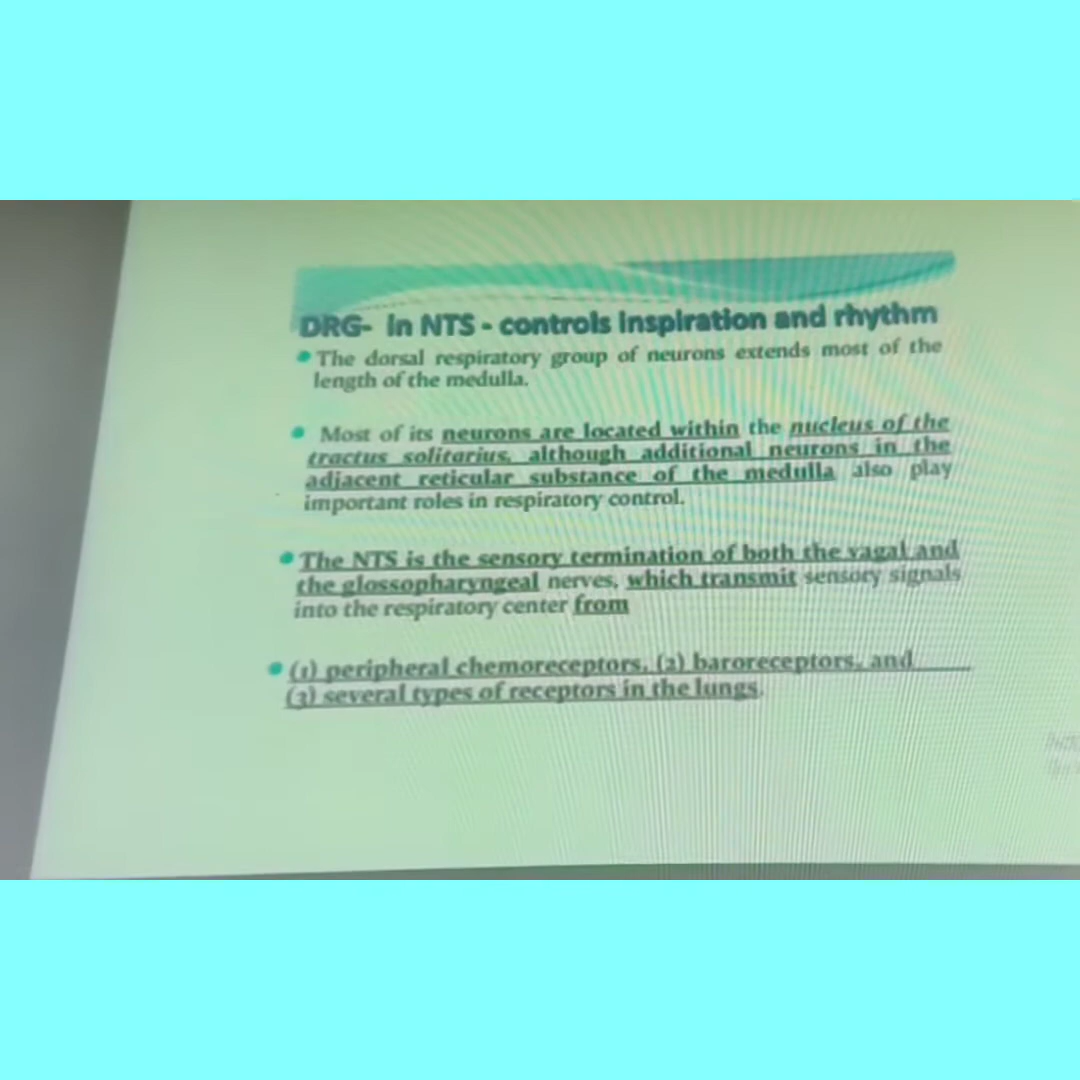 DRG- in NTS - controls inspiration and rhythm
The dorsal respiratory group of neurons extends most of the
length of the medulla.
Most of its neurons are located within the nucleus of the
tractus solitarius, although additional neurons in the
adjacent reticular substance of the medulla also play
important roles in respiratory control.
The NTS is the sensory termination of both the vagal and
the glossopharyngeal nerves, which transmit sensory signals
into the respiratory center from
(1) peripheral chemoreceptors, (2) baroreceptors, and
(3) several types of receptors in the lungs.